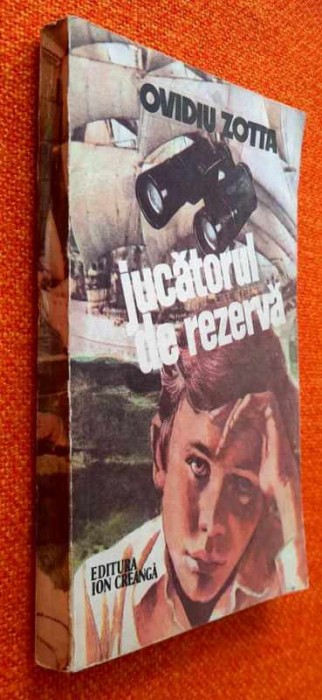 OVIDIU ZOTTA
jucătorul
de rezervă
EDITURA
ION CREANGĂ